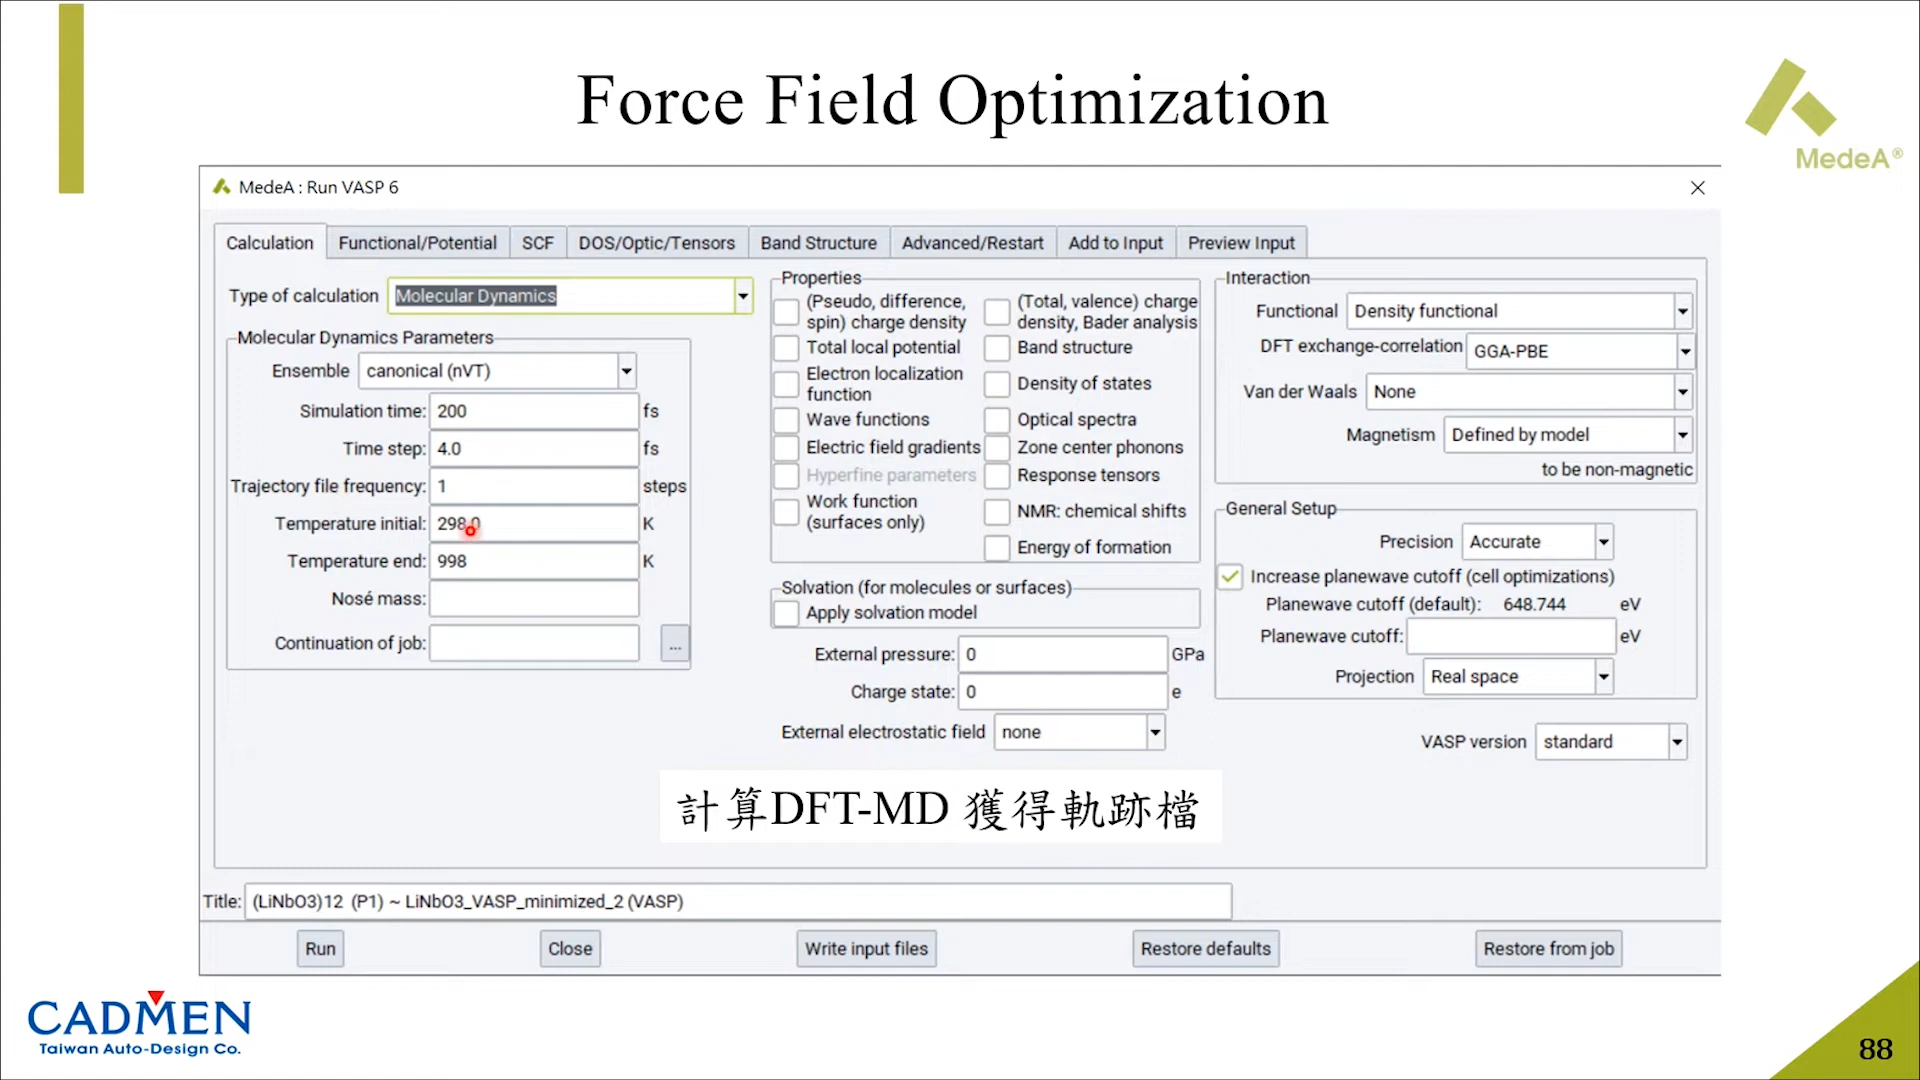 Force Field Optimization
MedeA®
MedeA : Run VASP 6
Calculation
Functional/Potential
SCF
DOS/Optic/Tensors
Band Structure
Advanced/Restart
Add to Input
Preview Input
Type of calculation Molecular Dynamics
Molecular Dynamics Parameters
Ensemble canonical (nVT)
Simulation time: 200 fs
Time step: 4.0 fs
Trajectory file frequency: 1 steps
Temperature initial: 298.0 K
Temperature end: 998 K
Nosé mass:
Continuation of job: ...
Properties
(Pseudo, difference,
spin) charge density
(Total, valence) charge
density, Bader analysis
Total local potential
Band structure
Electron localization
function
Density of states
Wave functions
Optical spectra
Electric field gradients
Zone center phonons
Hyperfine parameters
Response tensors
Work function
(surfaces only)
NMR: chemical shifts
Energy of formation
Solvation (for molecules or surfaces)
Apply solvation model
External pressure: 0 GPa
Charge state: 0 e
External electrostatic field none
Interaction
Functional Density functional
DFT exchange-correlation GGA-PBE
Van der Waals None
Magnetism Defined by model
to be non-magnetic
General Setup
Precision Accurate
Increase planewave cutoff (cell optimizations)
Planewave cutoff (default): 648.744 eV
Planewave cutoff: eV
Projection Real space
VASP version standard
計算DFT-MD 獲得軌跡檔
Title: (LiNbO3)12 (P1) ~ LiNbO3_VASP_minimized_2 (VASP)
Run
Close
Write input files
Restore defaults
Restore from job
CADMEN
Taiwan Auto-Design Co.
88